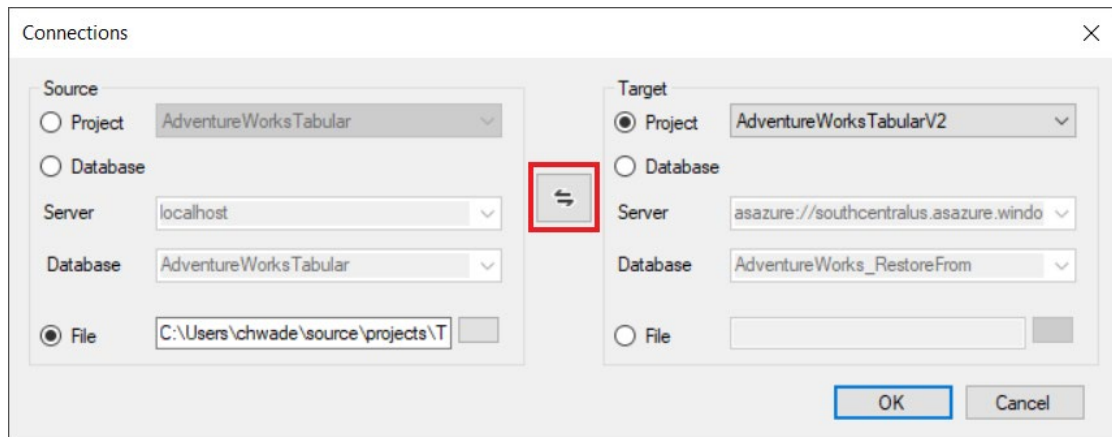 Connections
Source
Project AdventureWorksTabular
Database
Server localhost
Database AdventureWorksTabular
File C:\Users\chwade\source\projects\T
Target
Project AdventureWorksTabularV2
Database
Server asazure://southcentralus.asazure.windo
Database AdventureWorks_RestoreFrom
File
OK Cancel